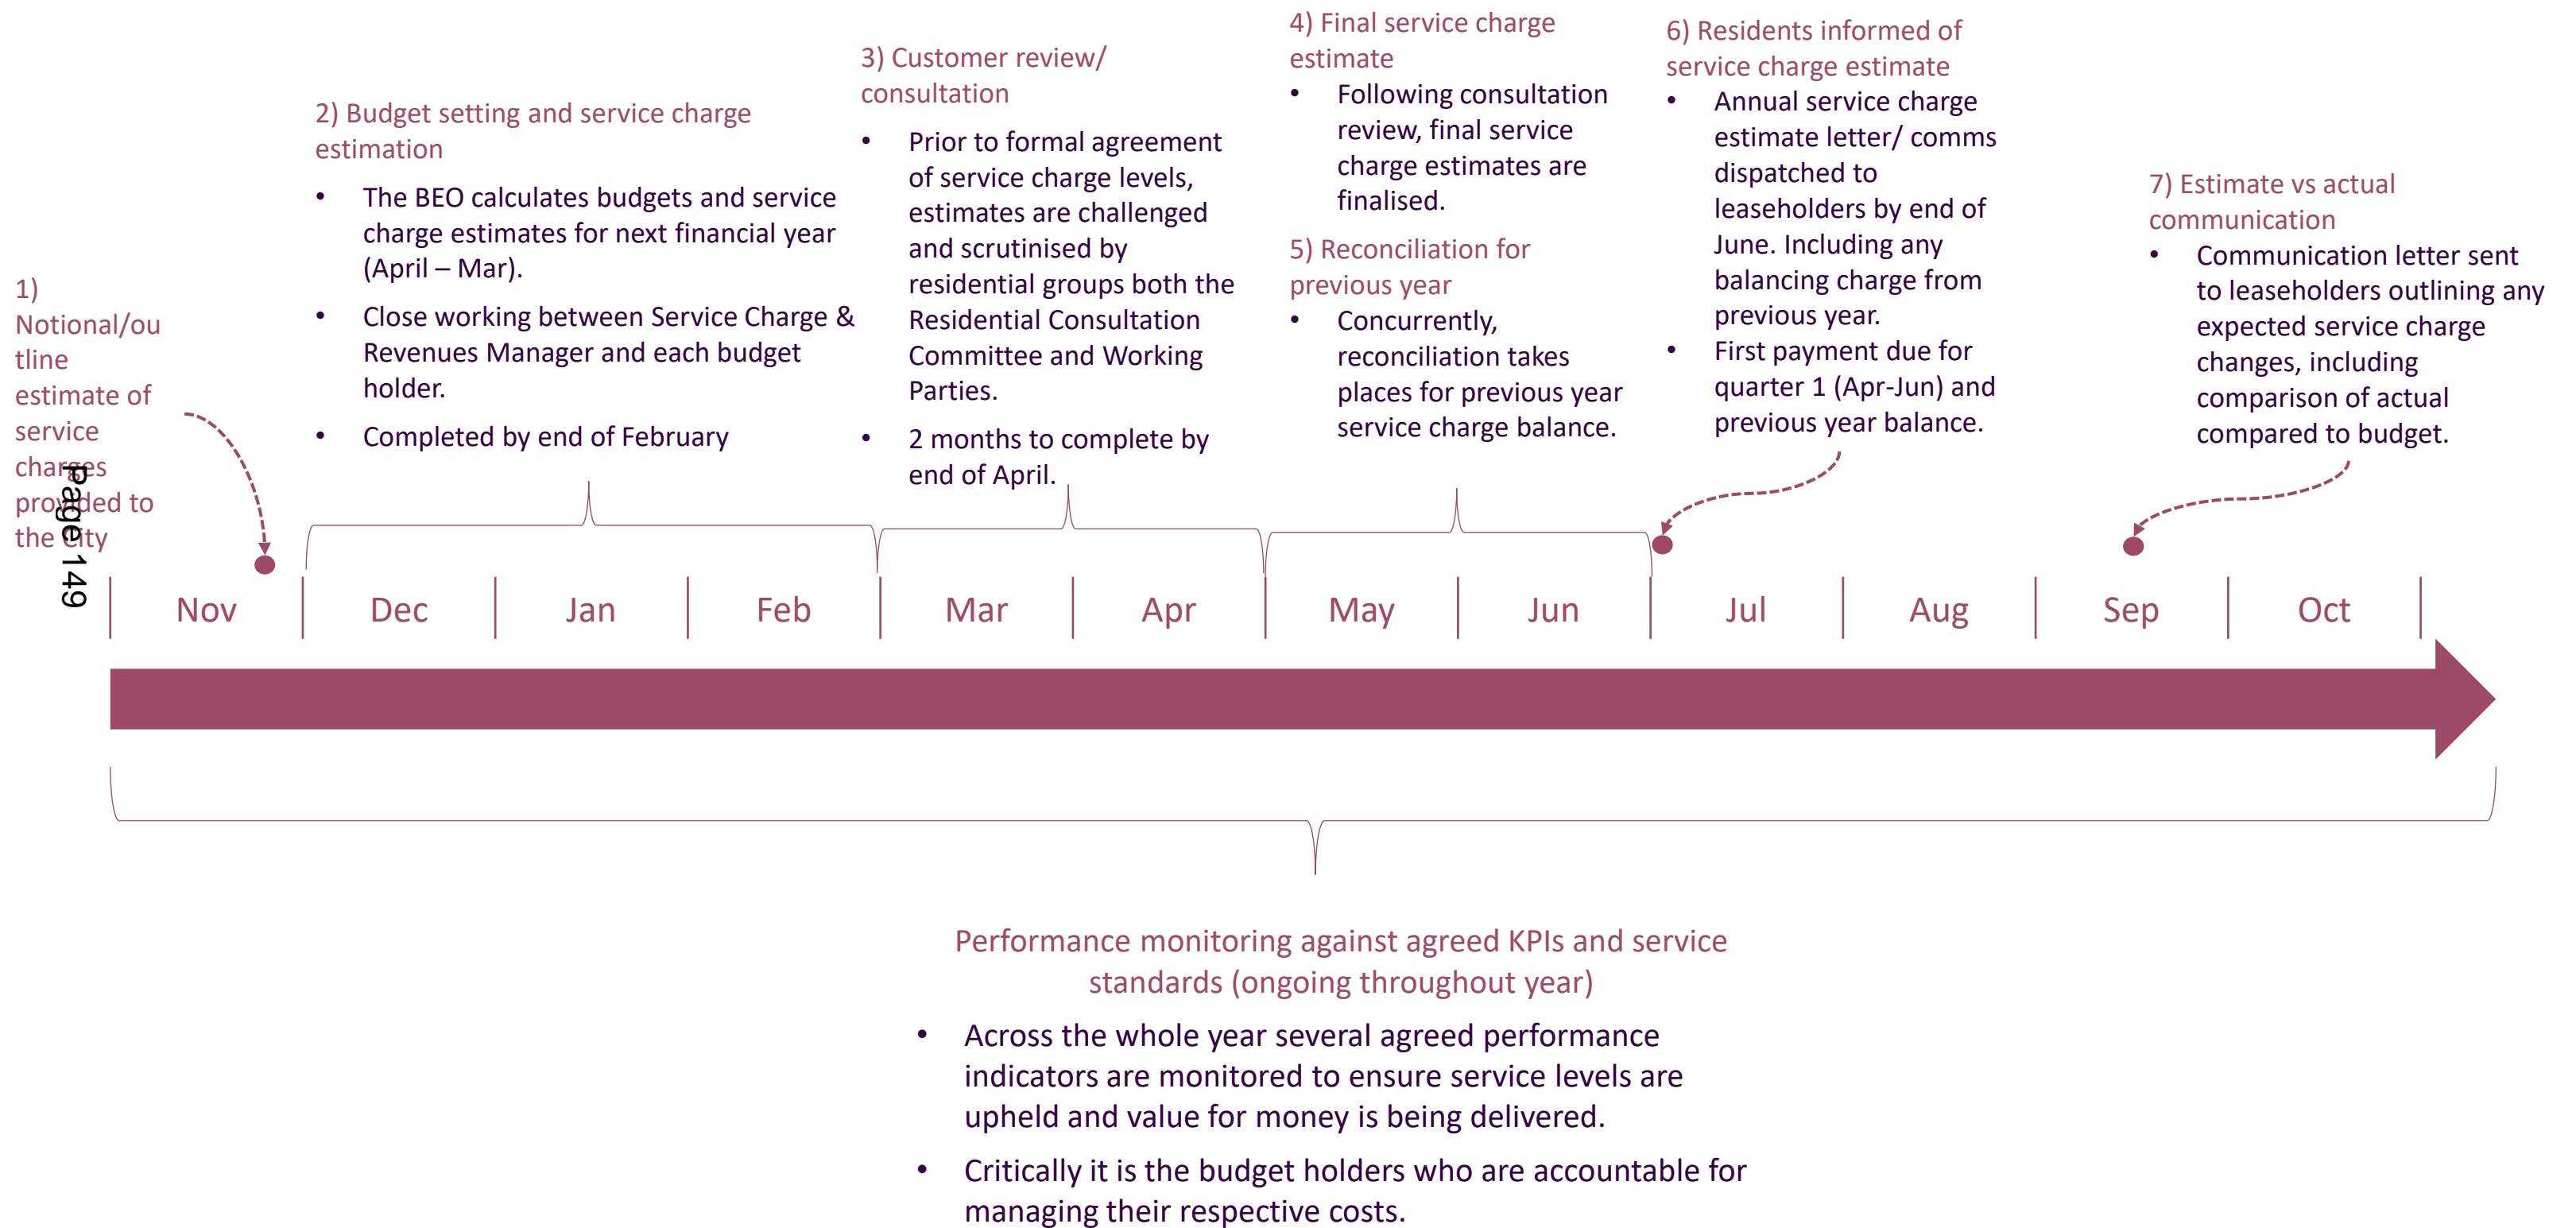 1)
Notional/ou
tline
estimate of
service
charges
provided to
the City
Page 149
2) Budget setting and service charge
estimation
• The BEO calculates budgets and service
charge estimates for next financial year
(April – Mar).
• Close working between Service Charge &
Revenues Manager and each budget
holder.
• Completed by end of February
3) Customer review/
consultation
• Prior to formal agreement
of service charge levels,
estimates are challenged
and scrutinised by
residential groups both the
Residential Consultation
Committee and Working
Parties.
• 2 months to complete by
end of April.
4) Final service charge
estimate
• Following consultation
review, final service
charge estimates are
finalised.
5) Reconciliation for
previous year
• Concurrently,
reconciliation takes
places for previous year
service charge balance.
6) Residents informed of
service charge estimate
• Annual service charge
estimate letter/ comms
dispatched to
leaseholders by end of
June. Including any
balancing charge from
previous year.
• First payment due for
quarter 1 (Apr-Jun) and
previous year balance.
7) Estimate vs actual
communication
• Communication letter sent
to leaseholders outlining any
expected service charge
changes, including
comparison of actual
compared to budget.
Nov Dec Jan Feb Mar Apr May Jun Jul Aug Sep Oct
Performance monitoring against agreed KPIs and service
standards (ongoing throughout year)
• Across the whole year several agreed performance
indicators are monitored to ensure service levels are
upheld and value for money is being delivered.
• Critically it is the budget holders who are accountable for
managing their respective costs.